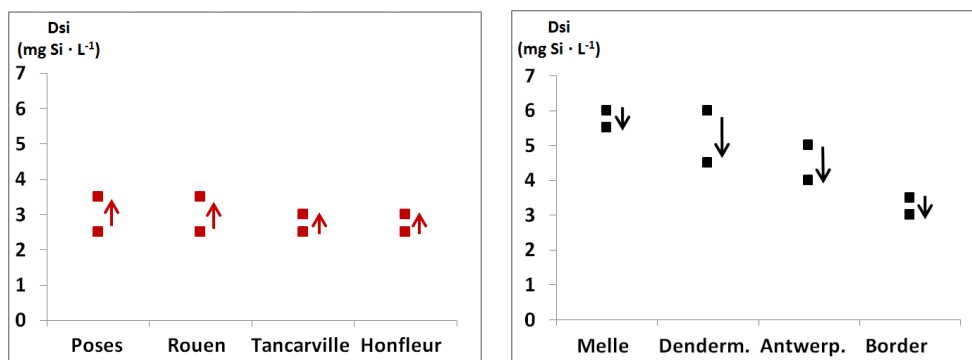 Dsi
(mg Si · L⁻¹)
7
6
5
4
3
2
1
0
Poses Rouen Tancarville Honfleur
Dsi
(mg Si · L⁻¹)
7
6
5
4
3
2
1
0
Melle Denderm. Antwerp. Border